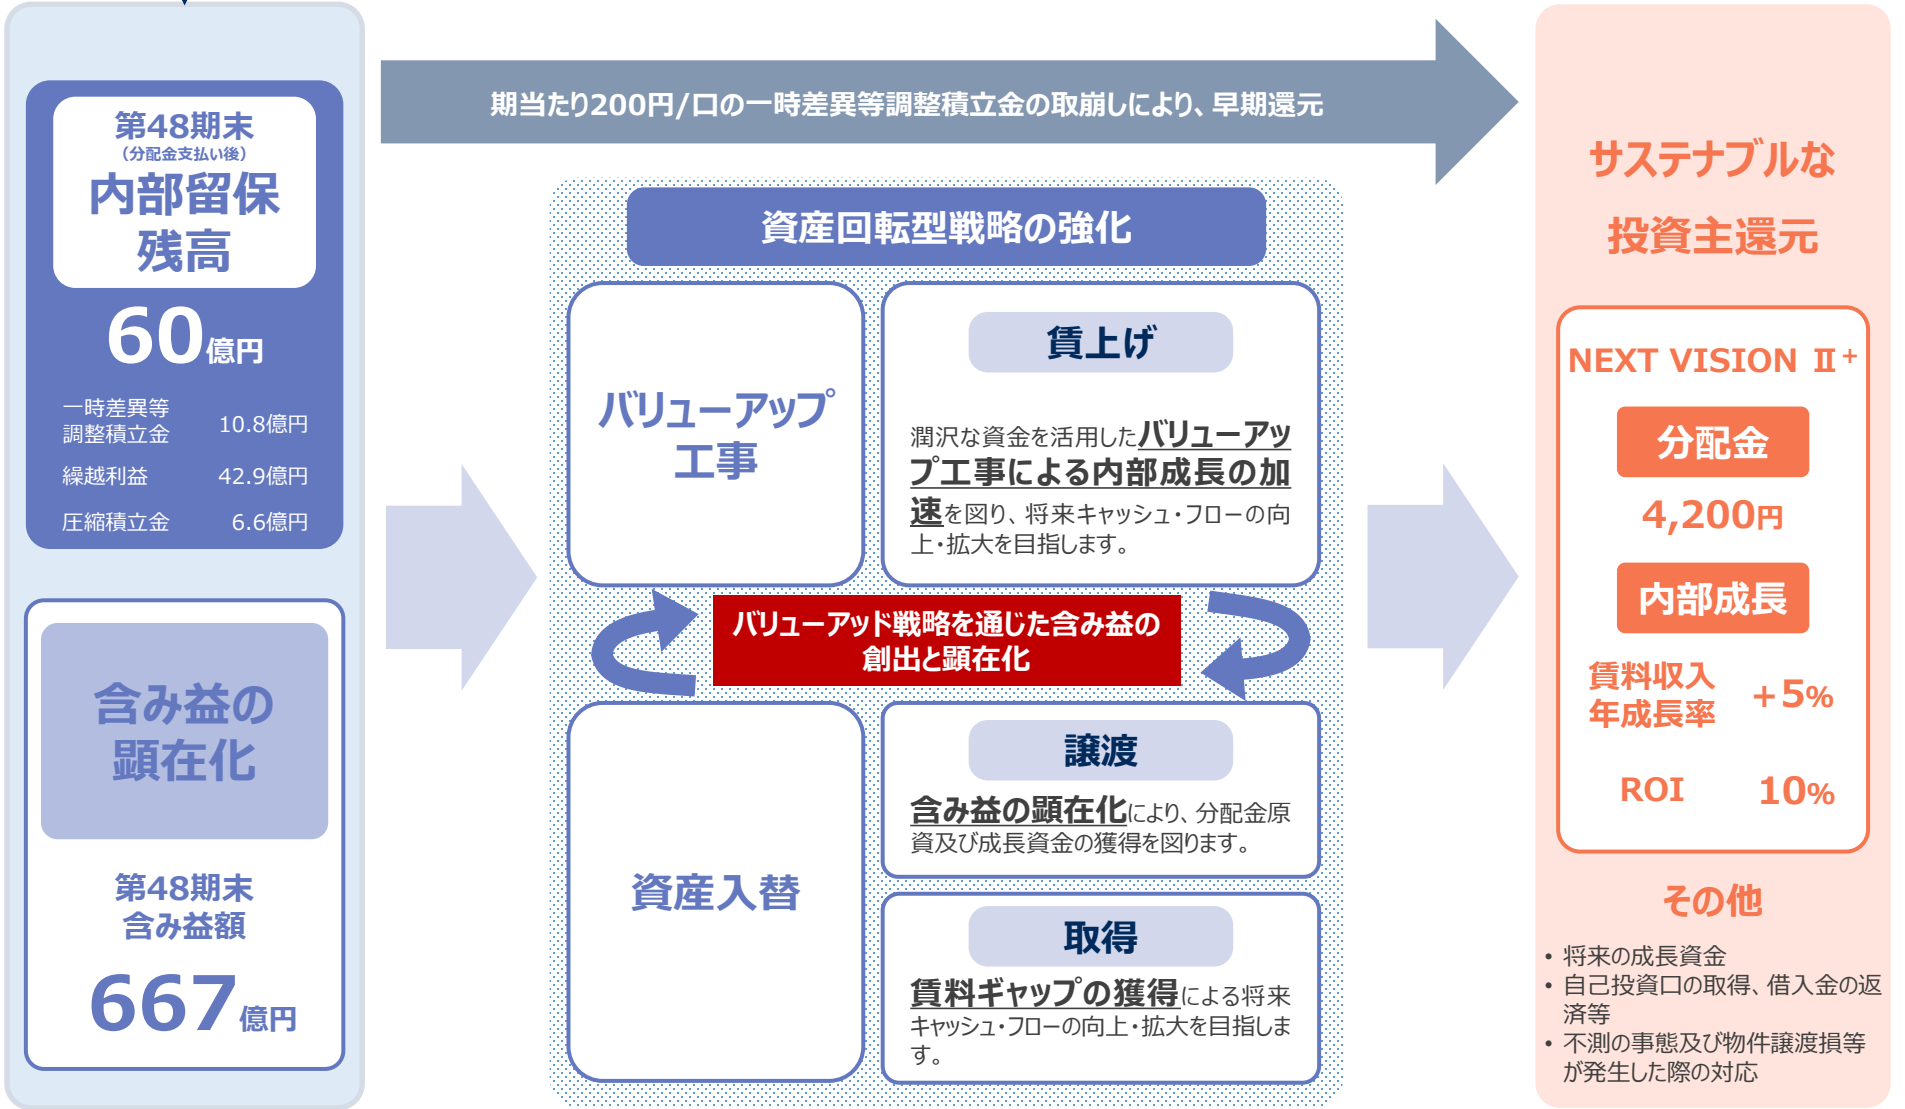 第48期末
(分配金支払い後)
内部留保
残高
60億円
一時差異等
調整積立金 10.8億円
繰越利益 42.9億円
圧縮積立金 6.6億円
含み益の
顕在化
第48期末
含み益額
667億円
期当たり200円/口の一時差異等調整積立金の取崩しにより、早期還元
資産回転型戦略の強化
バリューアップ
工事
賃上げ
潤沢な資金を活用したバリューアッ
プ工事による内部成長の加
速を図り、将来キャッシュ・フローの向
上・拡大を目指します。
バリューアッド戦略を通じた含み益の
創出と顕在化
資産入替
譲渡
含み益の顕在化により、分配金原
資及び成長資金の獲得を図ります。
取得
賃料ギャップの獲得による将来
キャッシュ・フローの向上・拡大を目指しま
す。
サステナブルな
投資主還元
NEXT VISION Ⅱ+
分配金
4,200円
内部成長
賃料収入
年成長率 +5%
ROI 10%
その他
• 将来の成長資金
• 自己投資口の取得、借入金の返
済等
• 不測の事態及び物件譲渡損等
が発生した際の対応